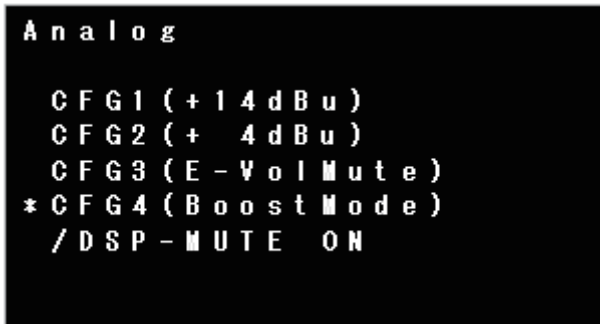 Analog
CFG1(+14dBu)
CFG2(+ 4dBu)
CFG3(E-VolMute)
*CFG4(BoostMode)
/DSP-MUTE ON